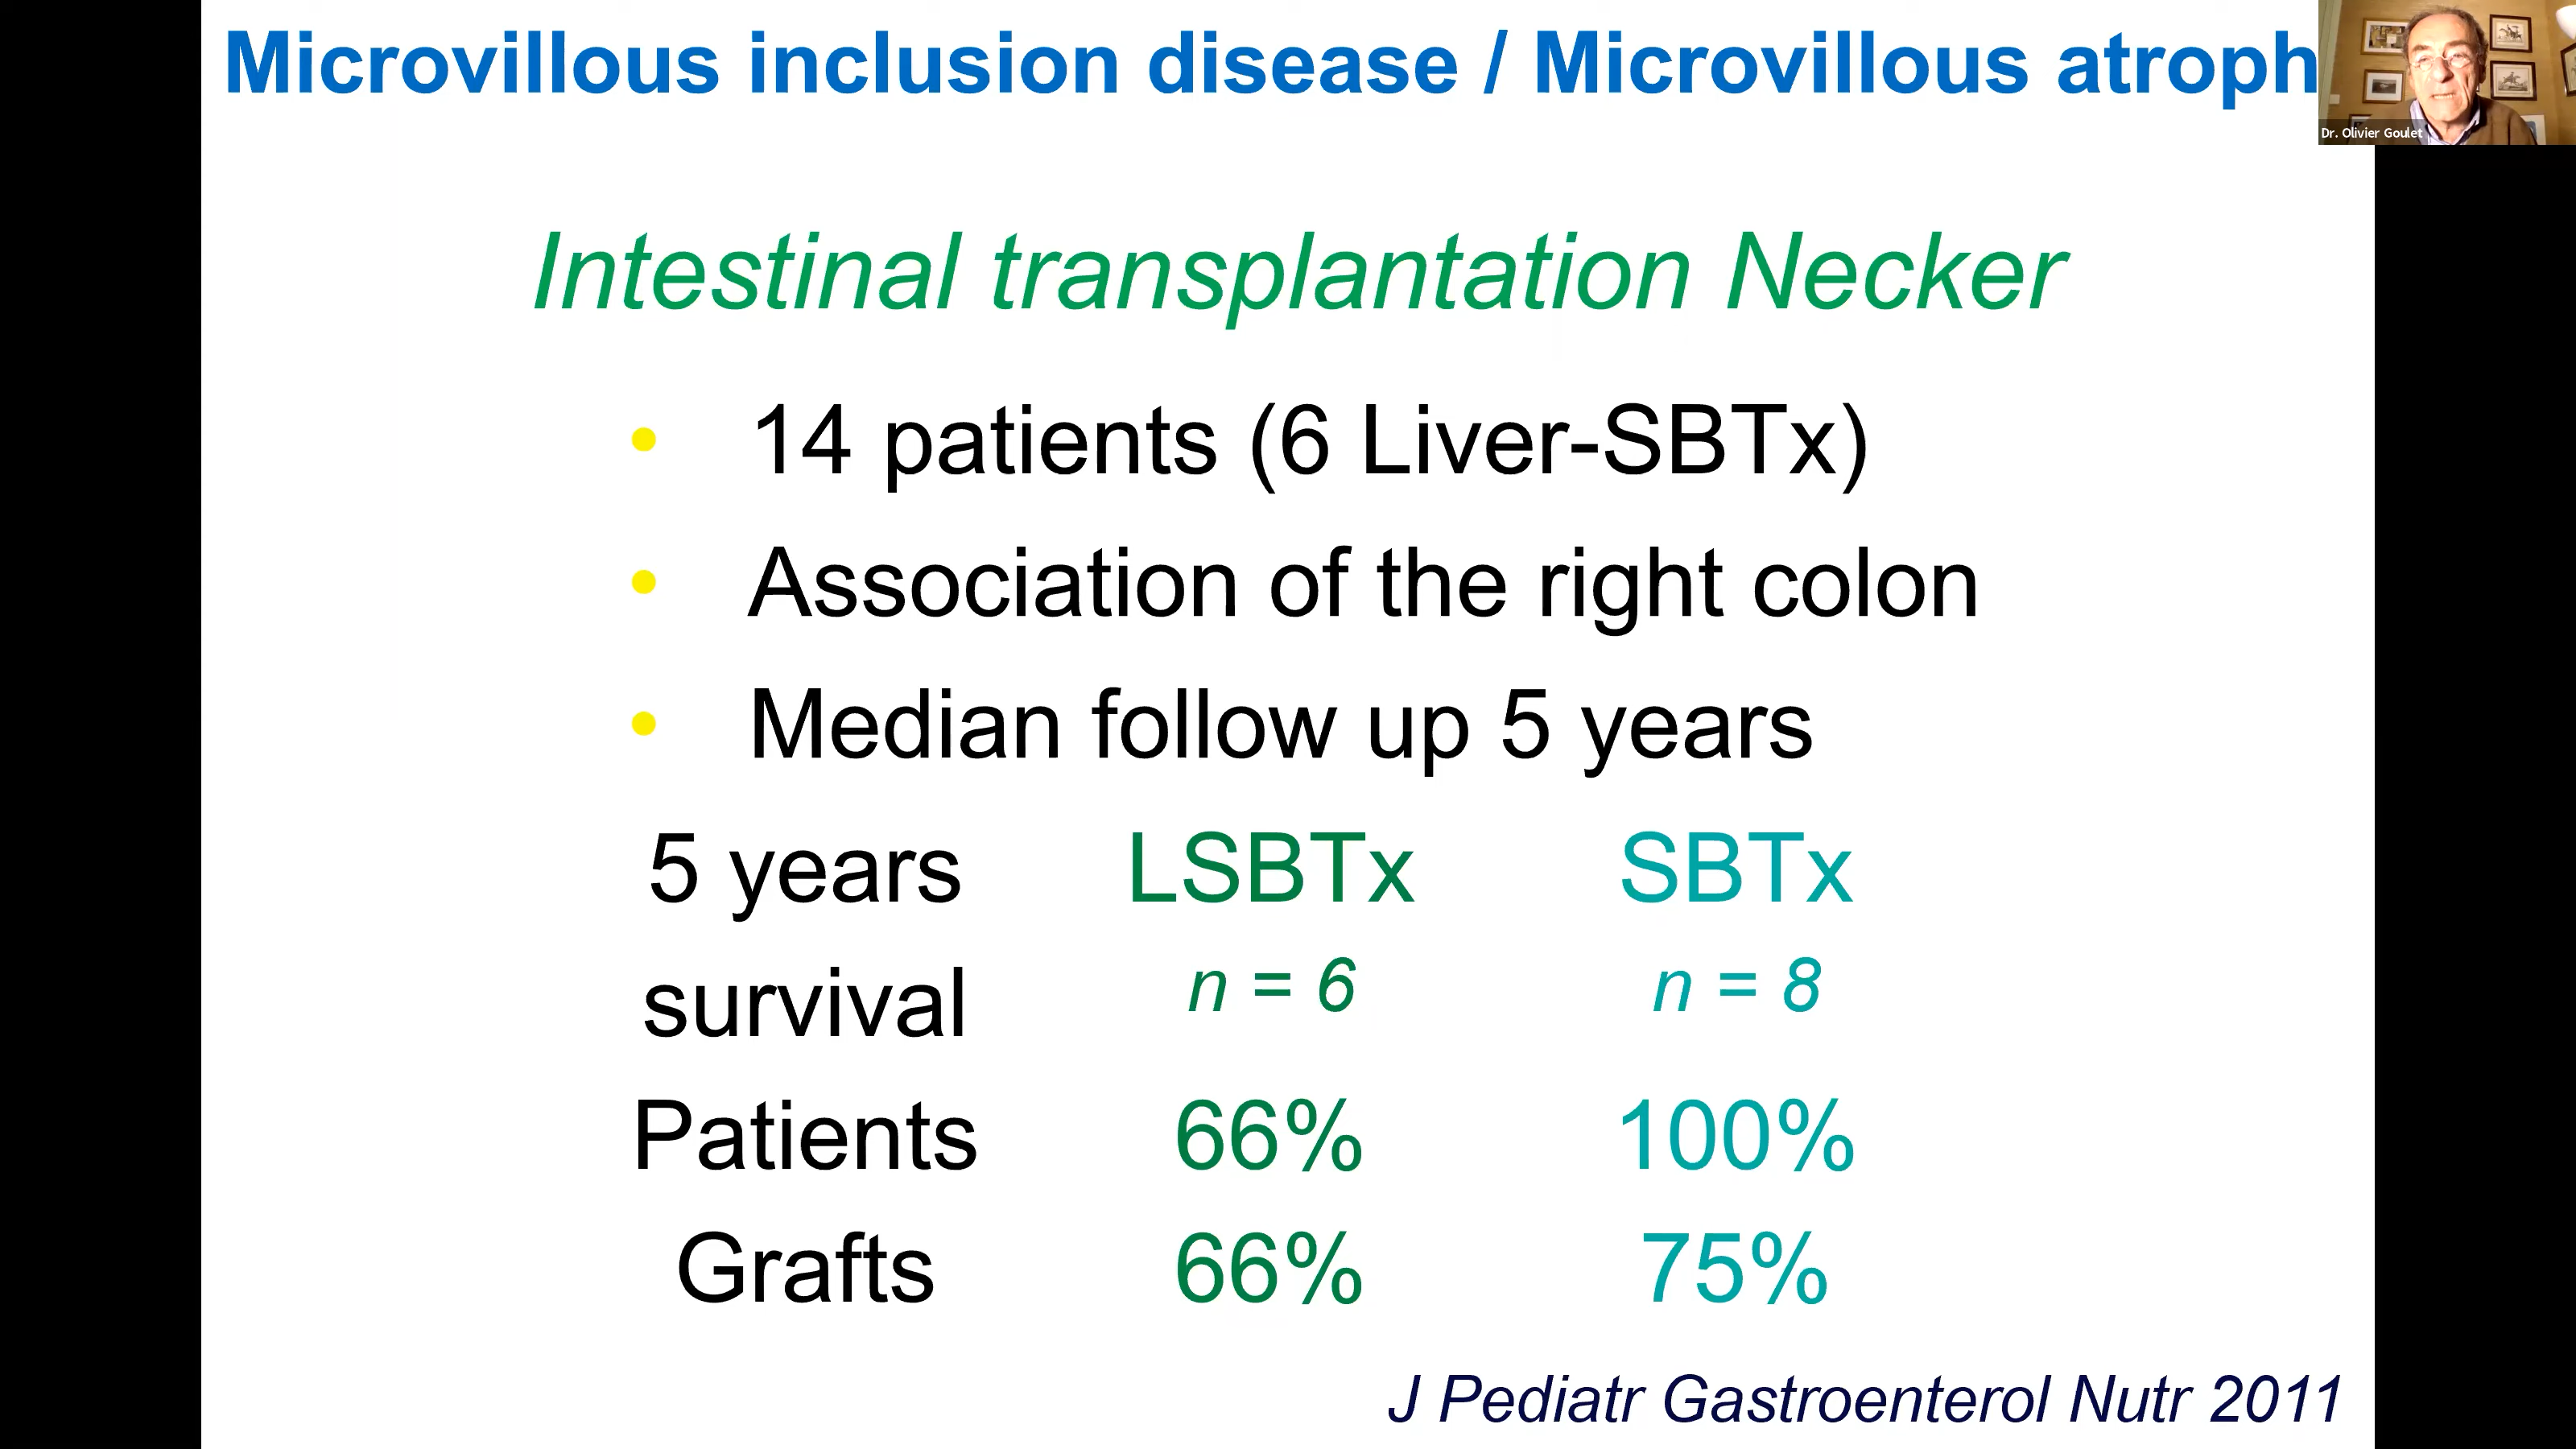 Microvillous inclusion disease / Microvillous atroph
Dr. Olivier Goulet
Intestinal transplantation Necker
• 14 patients (6 Liver-SBTx)
• Association of the right colon
• Median follow up 5 years
5 years survival LSBTx n = 6 SBTx n = 8
Patients 66% 100%
Grafts 66% 75%
J Pediatr Gastroenterol Nutr 2011